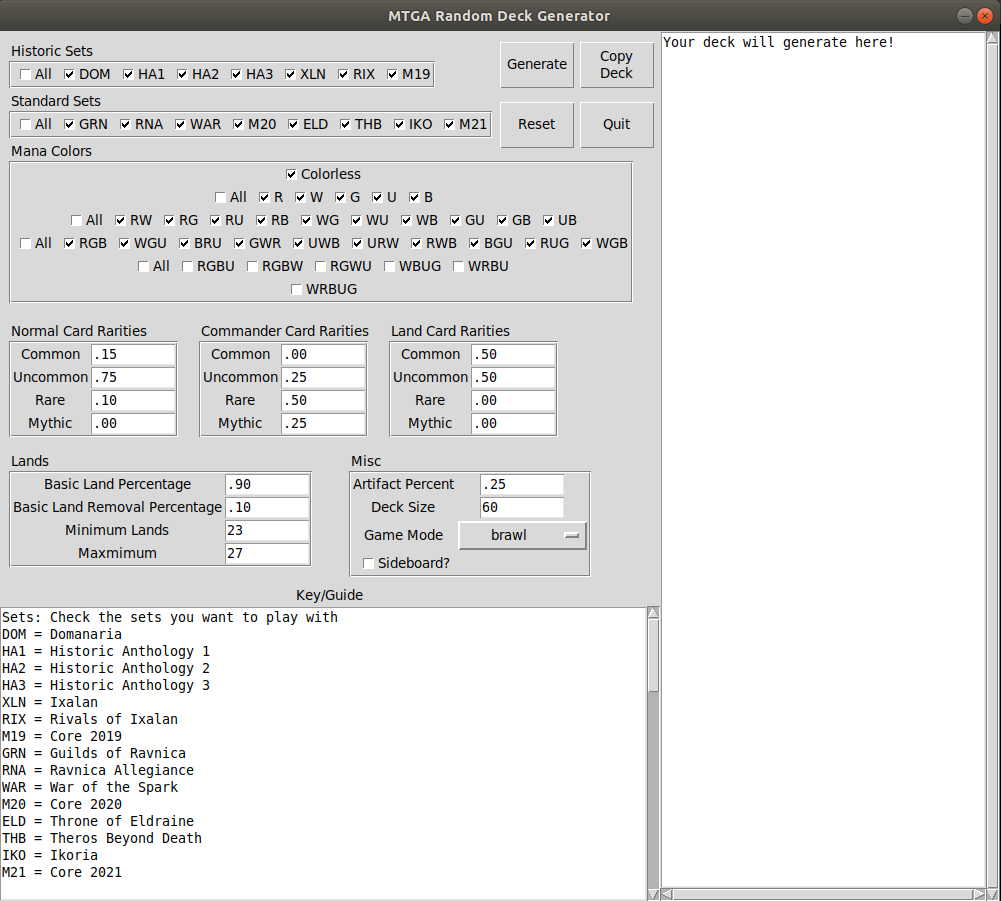 MTGA Random Deck Generator
Historic Sets
All DOM HA1 HA2 HA3 XLN RIX M19
Standard Sets
All GRN RNA WAR M20 ELD THB IKO M21
Generate
Copy
Deck
Reset
Quit
Mana Colors
Colorless
All R W G U B
All RW RG RU RB WG WU WB GU GB UB
All RGB WGU BRU GWR UWB URW RWB BGU RUG WGB
All RGBU RGBW RGWU WBUG WRBU
WRBUG
Normal Card Rarities
Common .15
Uncommon .75
Rare .10
Mythic .00
Commander Card Rarities
Common .00
Uncommon .25
Rare .50
Mythic .25
Land Card Rarities
Common .50
Uncommon .50
Rare .00
Mythic .00
Lands
Basic Land Percentage .90
Basic Land Removal Percentage .10
Minimum Lands 23
Maxmimum 27
Misc
Artifact Percent .25
Deck Size 60
Game Mode brawl
Sideboard?
Key/Guide
Sets: Check the sets you want to play with
DOM = Domanaria
HA1 = Historic Anthology 1
HA2 = Historic Anthology 2
HA3 = Historic Anthology 3
XLN = Ixalan
RIX = Rivals of Ixalan
M19 = Core 2019
GRN = Guilds of Ravnica
RNA = Ravnica Allegiance
WAR = War of the Spark
M20 = Core 2020
ELD = Throne of Eldraine
THB = Theros Beyond Death
IKO = Ikoria
M21 = Core 2021
Your deck will generate here!